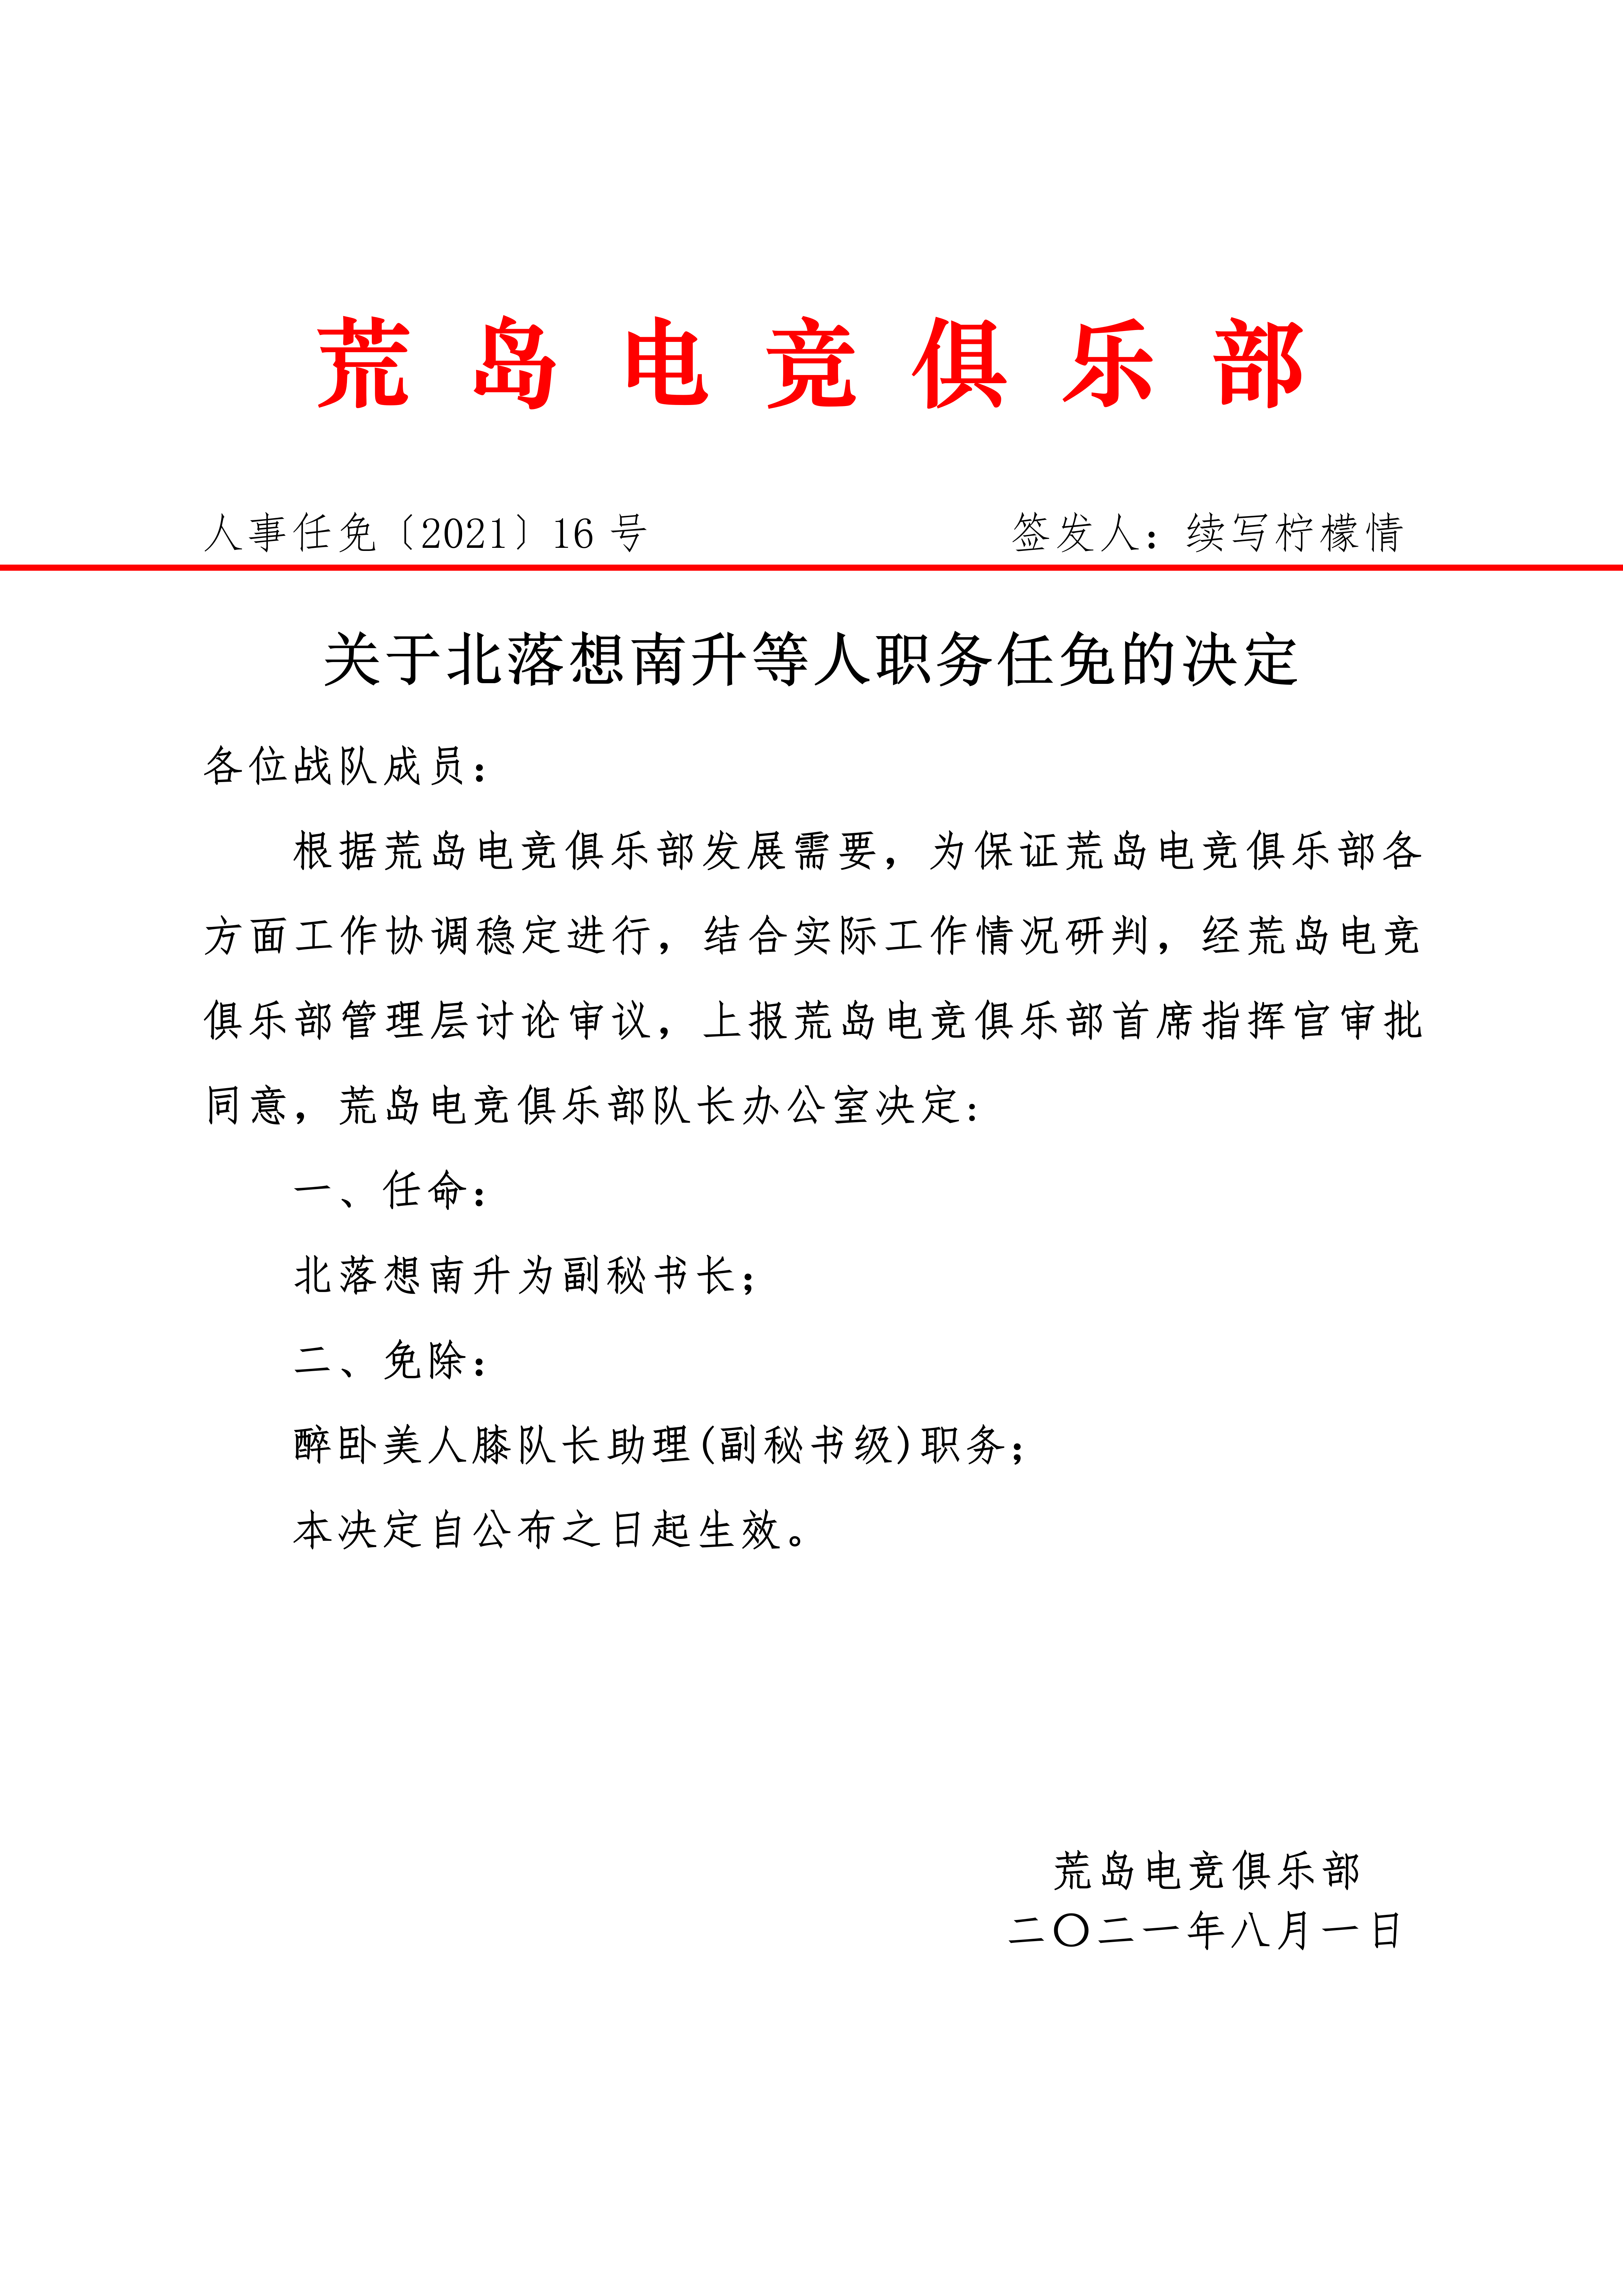 荒岛电竞俱乐部
人事任免〔2021〕16 号 签发人：续写柠檬情
关于北落想南升等人职务任免的决定
各位战队成员：
根据荒岛电竞俱乐部发展需要，为保证荒岛电竞俱乐部各
方面工作协调稳定进行，结合实际工作情况研判，经荒岛电竞
俱乐部管理层讨论审议，上报荒岛电竞俱乐部首席指挥官审批
同意，荒岛电竞俱乐部队长办公室决定:
一、任命：
北落想南升为副秘书长；
二、免除：
醉卧美人膝队长助理(副秘书级)职务；
本决定自公布之日起生效。
荒岛电竞俱乐部
二〇二一年八月一日